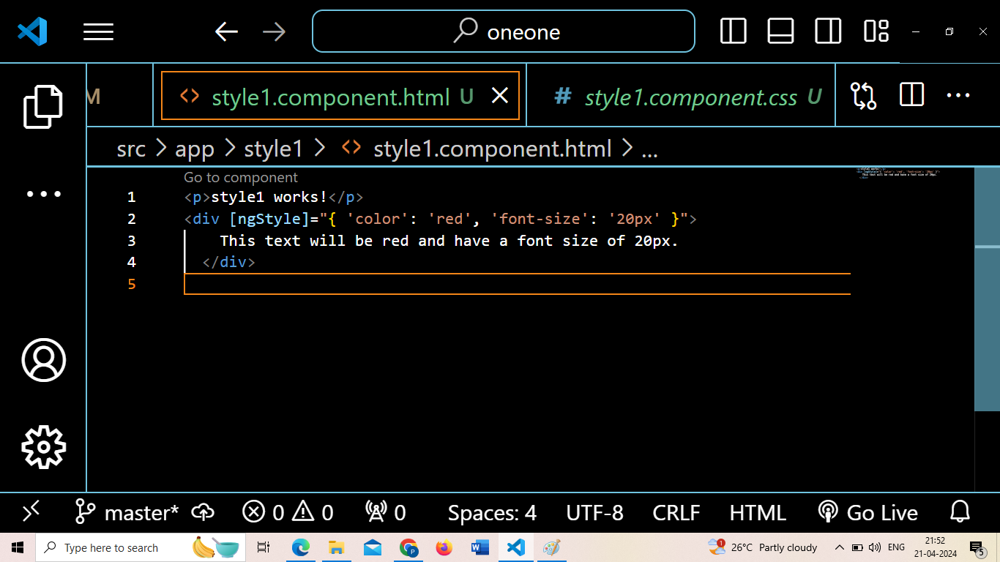 oneone
M
style1.component.html U
style1.component.css U
src > app > style1 > style1.component.html > ...
Go to component
1 <p>style1 works!</p>
2 <div [ngStyle]="{ 'color': 'red', 'font-size': '20px' }">
3     This text will be red and have a font size of 20px.
4   </div>
5
master* 0 0 0 Spaces: 4 UTF-8 CRLF HTML Go Live
Type here to search
1 26°C Partly cloudy ENG 21:52
21-04-2024 5